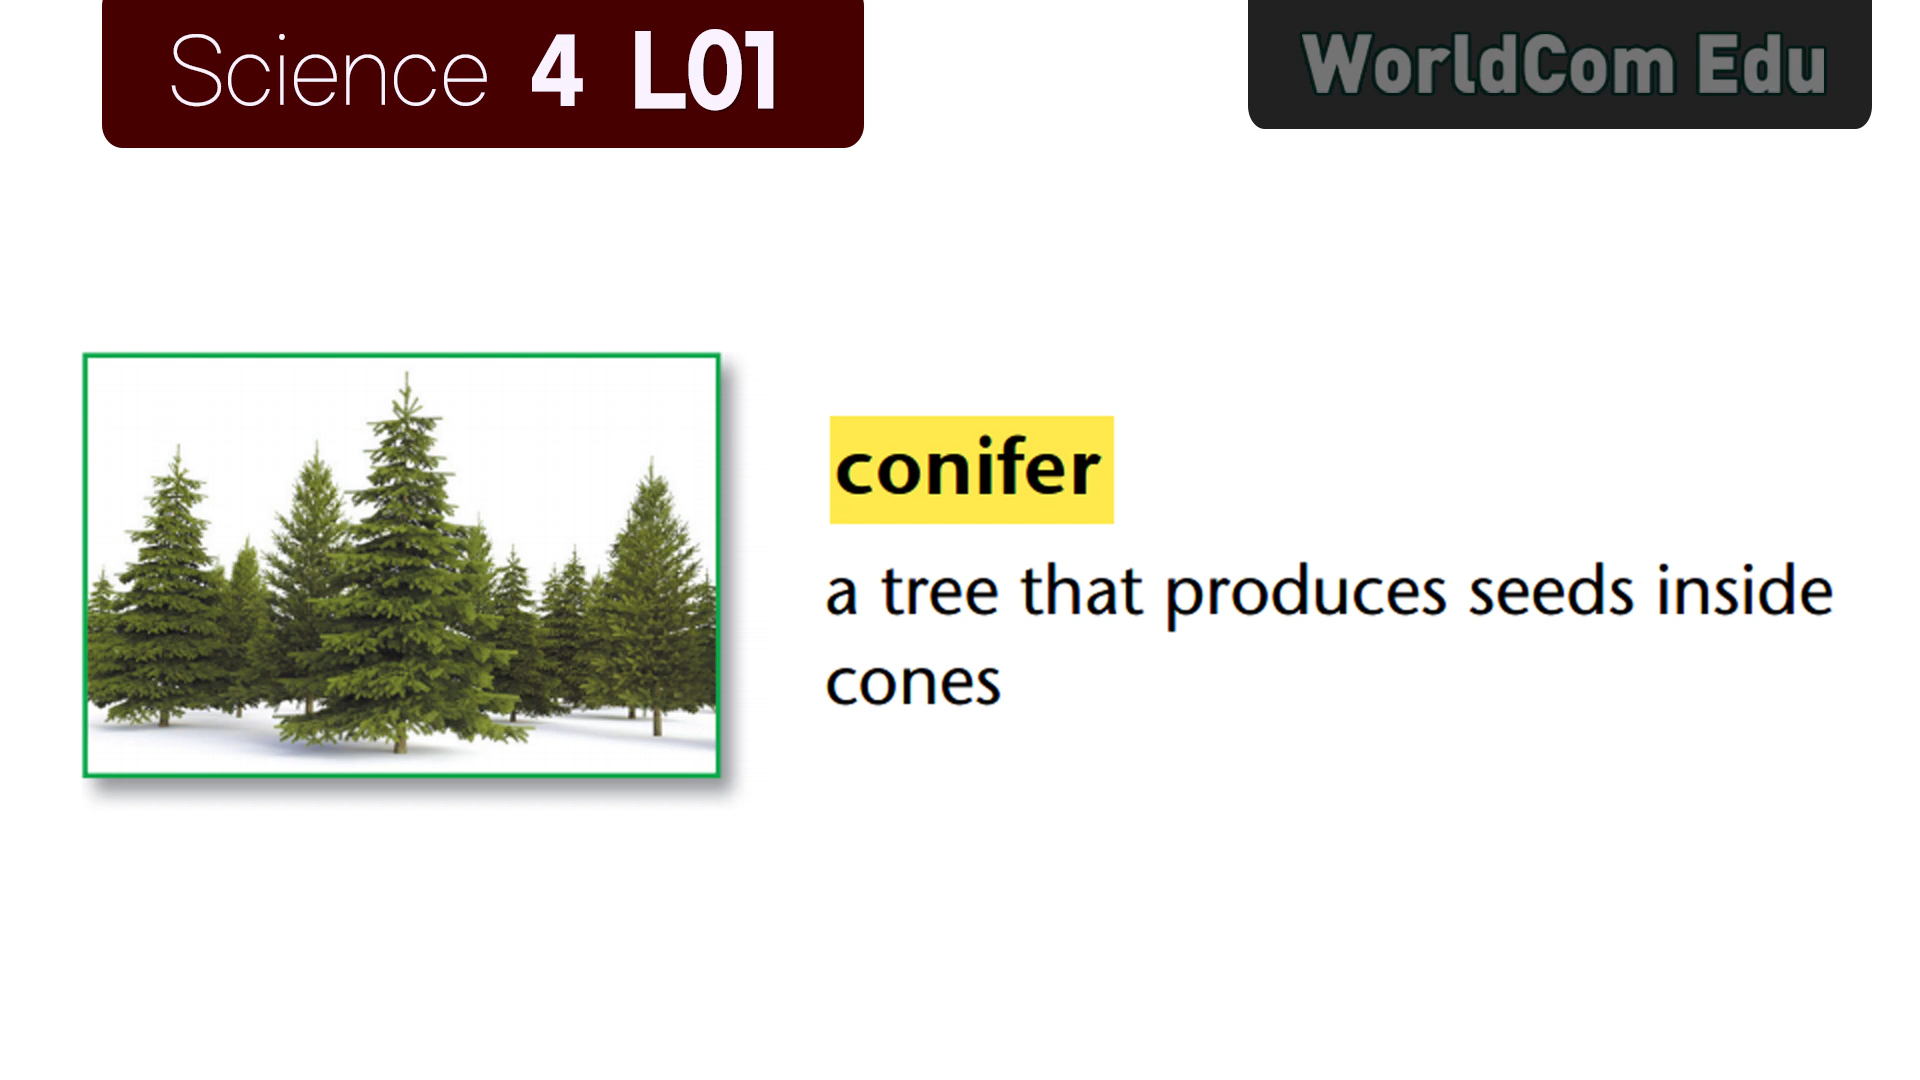 Science 4 L01
WorldCom Edu
conifer
a tree that produces seeds inside
cones